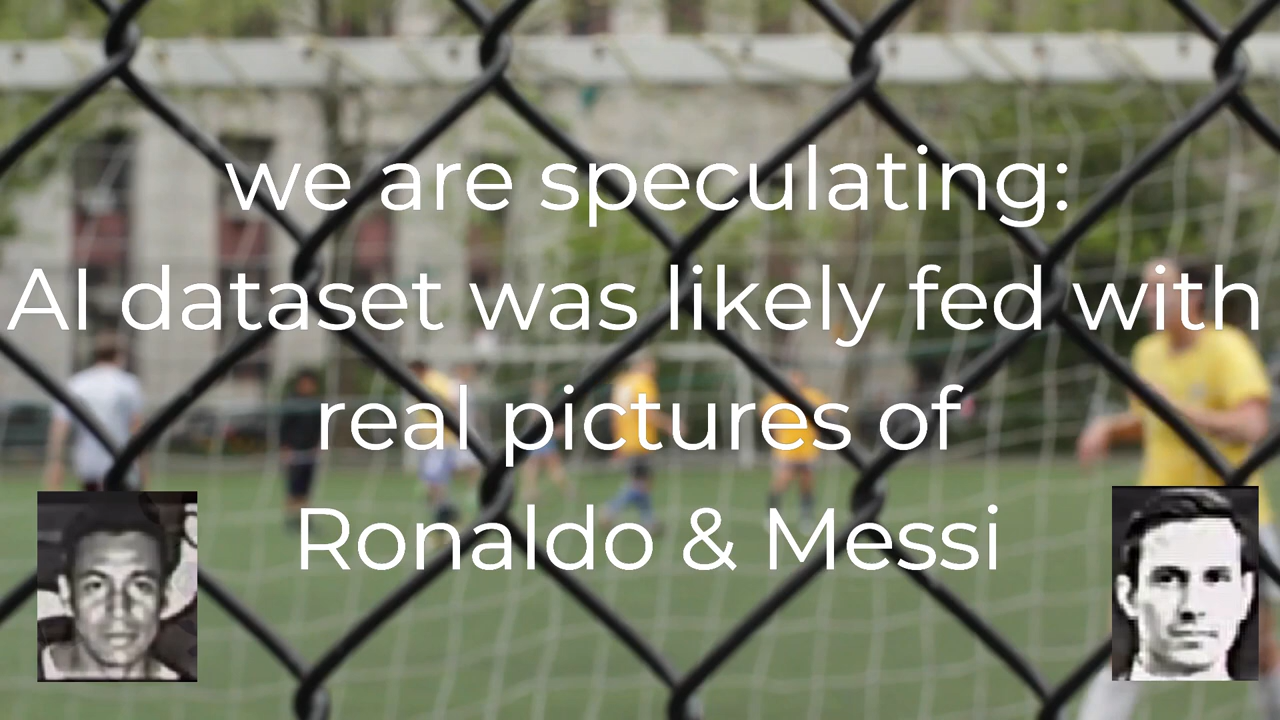 we are speculating:
AI dataset was likely fed with
real pictures of
Ronaldo & Messi